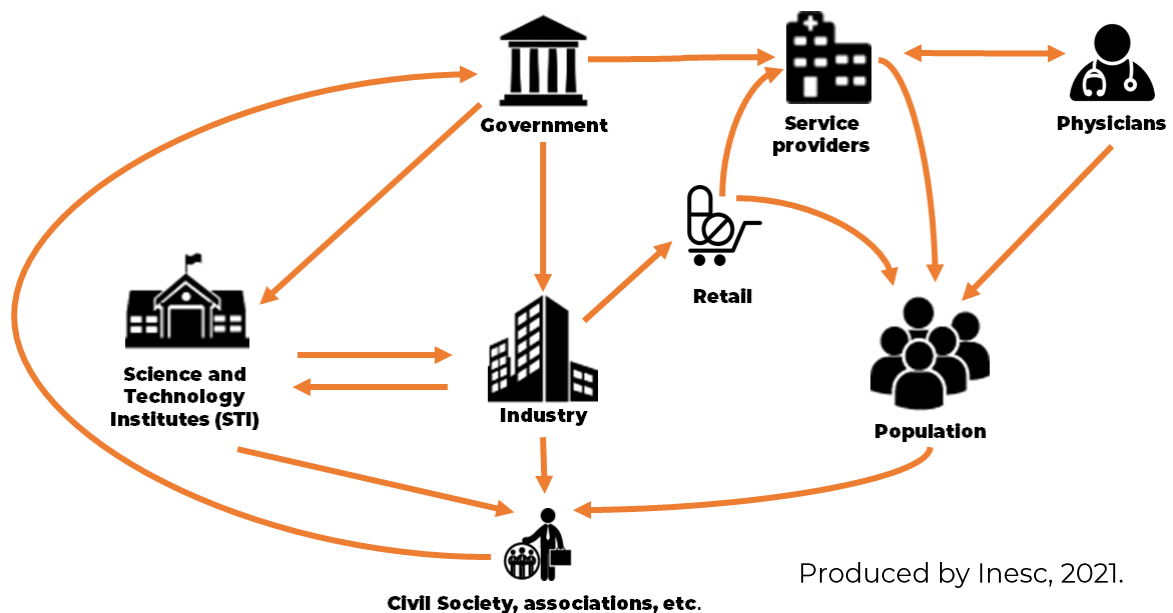 Government
Service
providers
Physicians
Retail
Science and
Technology
Institutes (STI)
Industry
Population
Civil Society, associations, etc.
Produced by Inesc, 2021.